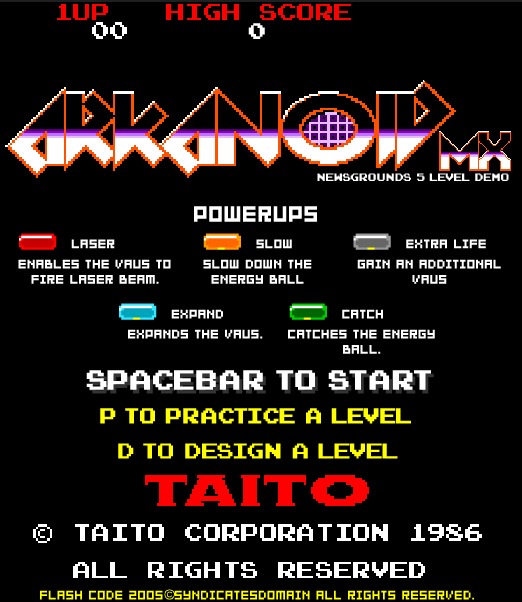 1UP HIGH SCORE
00 0
ARKANOID MX
NEWSGROUNDS 5 LEVEL DEMO
POWERUPS
LASER SLOW EXTRA LIFE
ENABLES THE VAUS TO SLOW DOWN THE GAIN AN ADDITIONAL
FIRE LASER BEAM. ENERGY BALL VAUS
EXPAND CATCH
EXPANDS THE VAUS. CATCHES THE ENERGY
BALL.
SPACEBAR TO START
P TO PRACTICE A LEVEL
D TO DESIGN A LEVEL
TAITO
© TAITO CORPORATION 1986
ALL RIGHTS RESERVED
FLASH CODE 2005©SYNDICATESDOMAIN ALL RIGHTS RESERVED.